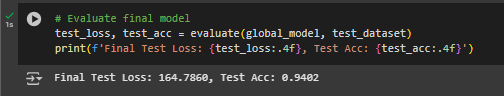 1s
# Evaluate final model
test_loss, test_acc = evaluate(global_model, test_dataset)
print(f'Final Test Loss: {test_loss:.4f}, Test Acc: {test_acc:.4f}')
Final Test Loss: 164.7860, Test Acc: 0.9402